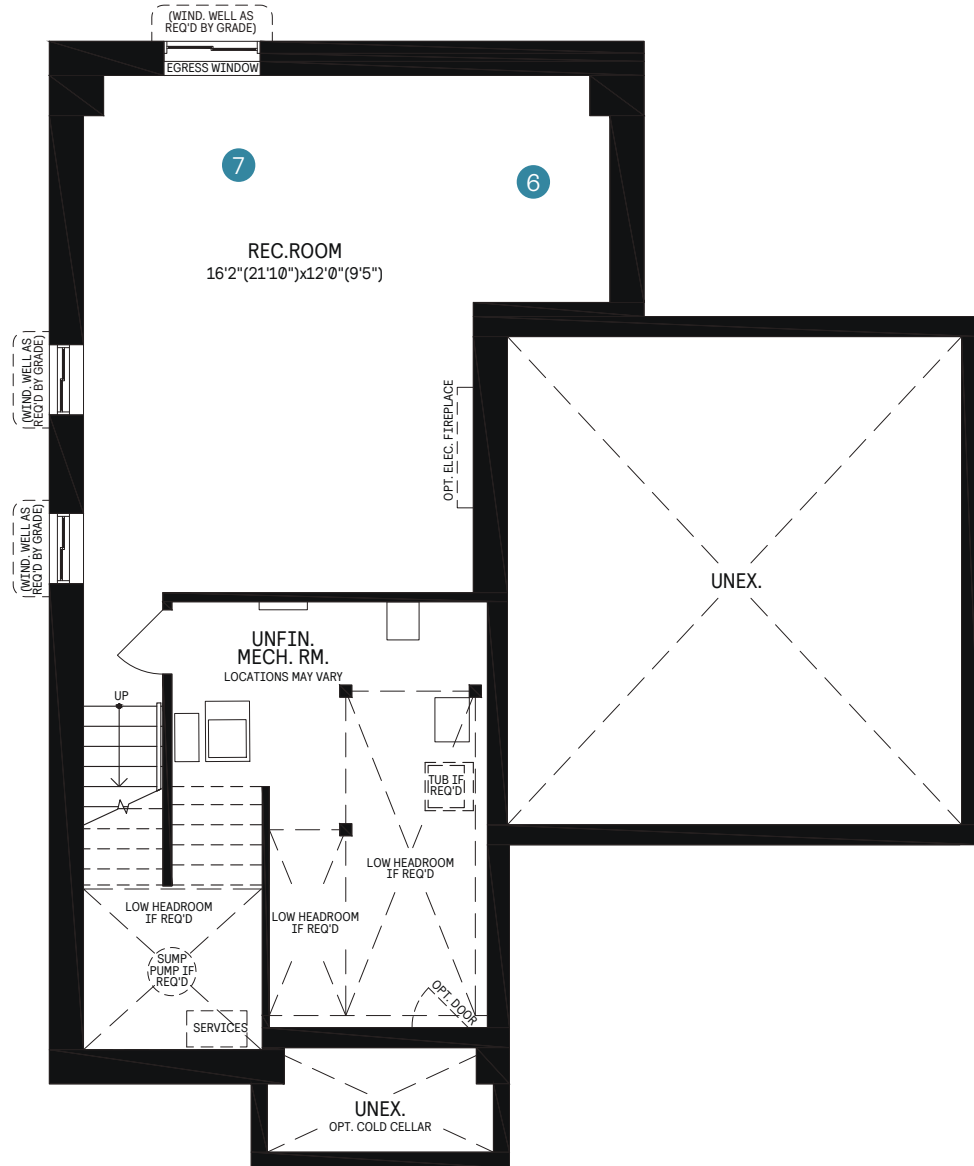 (WIND. WELL AS
REQ'D BY GRADE)
EGRESS WINDOW
7
6
REC.ROOM
16'2"(21'10")x12'0"(9'5")
(WIND. WELL AS
REQ'D BY GRADE)
OPT. ELEC. FIREPLACE
(WIND. WELL AS
REQ'D BY GRADE)
UNEX.
UNFIN.
MECH. RM.
LOCATIONS MAY VARY
UP
TUB IF
REQ'D
LOW HEADROOM
IF REQ'D
LOW HEADROOM
IF REQ'D
LOW HEADROOM
IF REQ'D
SUMP
PUMP IF
REQ'D
SERVICES
OPT. DOOR
UNEX.
OPT. COLD CELLAR